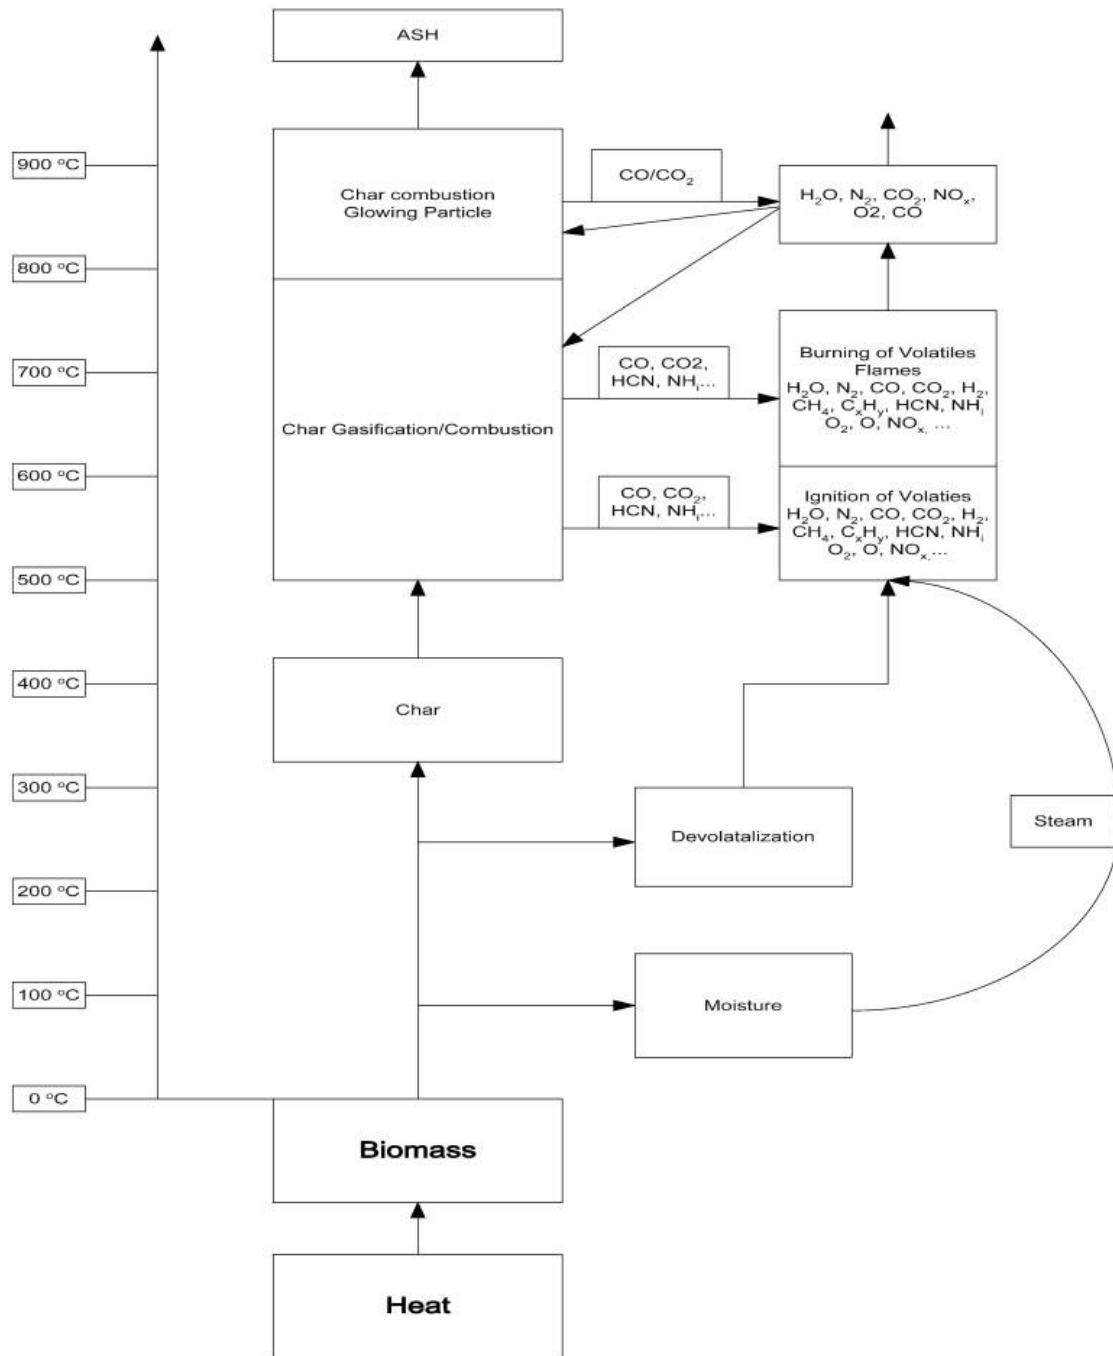 ASH
900 °C
Char combustion
Glowing Particle
CO/CO₂
H₂O, N₂, CO₂, NOₓ,
O2, CO
800 °C
700 °C
CO, CO2,
HCN, NHᵢ...
Burning of Volatiles
Flames
H₂O, N₂, CO, CO₂, H₂,
CH₄, CₓHᵧ, HCN, NHᵢ
O₂, O, NOₓ, ...
Char Gasification/Combustion
600 °C
CO, CO₂,
HCN, NHᵢ...
Ignition of Volaties
H₂O, N₂, CO, CO₂, H₂,
CH₄, CₓHᵧ, HCN, NHᵢ
O₂, O, NOₓ,...
500 °C
400 °C
Char
300 °C
Devolatalization
Steam
200 °C
100 °C
Moisture
0 °C
Biomass
Heat